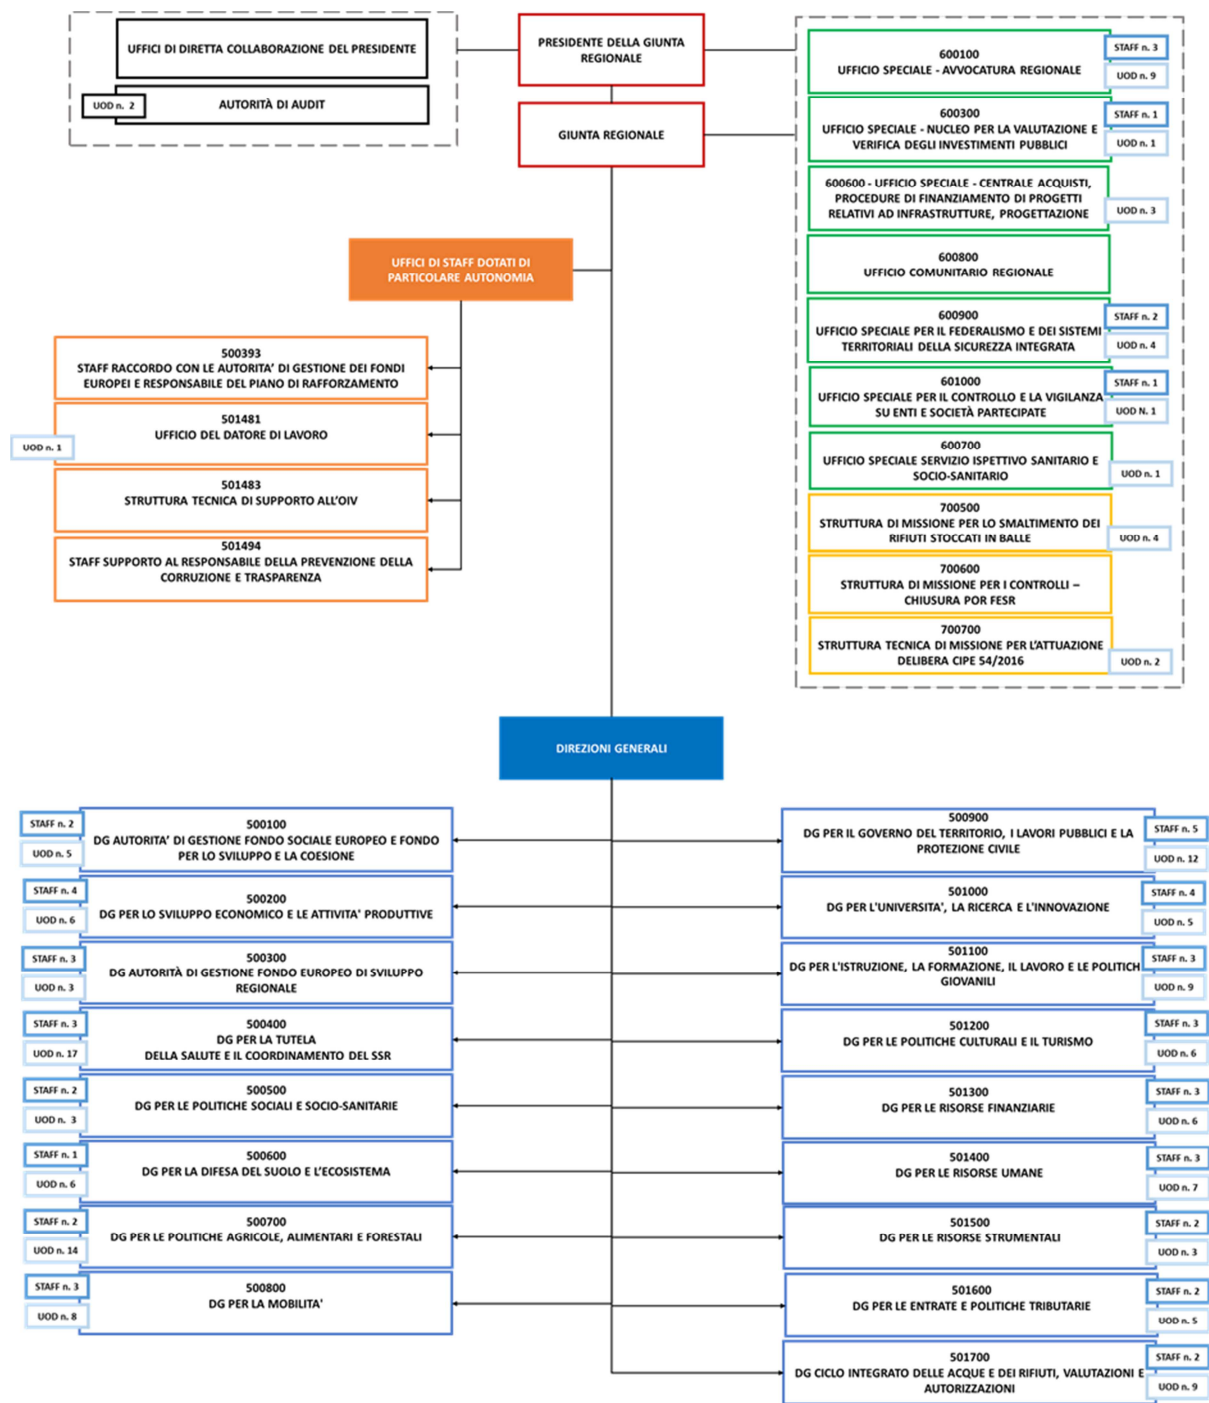 UFFICI DI DIRETTA COLLABORAZIONE DEL PRESIDENTE
UOD n. 2
AUTORITÀ DI AUDIT
PRESIDENTE DELLA GIUNTA
REGIONALE
GIUNTA REGIONALE
600100
UFFICIO SPECIALE - AVVOCATURA REGIONALE
STAFF n. 3
UOD n. 9
600300
UFFICIO SPECIALE - NUCLEO PER LA VALUTAZIONE E
VERIFICA DEGLI INVESTIMENTI PUBBLICI
STAFF n. 1
UOD n. 1
600600 - UFFICIO SPECIALE - CENTRALE ACQUISTI,
PROCEDURE DI FINANZIAMENTO DI PROGETTI
RELATIVI AD INFRASTRUTTURE, PROGETTAZIONE
UOD n. 3
600800
UFFICIO COMUNITARIO REGIONALE
600900
UFFICIO SPECIALE PER IL FEDERALISMO E DEI SISTEMI
TERRITORIALI DELLA SICUREZZA INTEGRATA
STAFF n. 2
UOD n. 4
601000
UFFICIO SPECIALE PER IL CONTROLLO E LA VIGILANZA
SU ENTI E SOCIETÀ PARTECIPATE
STAFF n. 1
UOD N. 1
600700
UFFICIO SPECIALE SERVIZIO ISPETTIVO SANITARIO E
SOCIO-SANITARIO
UOD n. 1
700500
STRUTTURA DI MISSIONE PER LO SMALTIMENTO DEI
RIFIUTI STOCCATI IN BALLE
UOD n. 4
700600
STRUTTURA DI MISSIONE PER I CONTROLLI –
CHIUSURA POR FESR
700700
STRUTTURA TECNICA DI MISSIONE PER L'ATTUAZIONE
DELIBERA CIPE 54/2016
UOD n. 2
UFFICI DI STAFF DOTATI DI
PARTICOLARE AUTONOMIA
500393
STAFF RACCORDO CON LE AUTORITA' DI GESTIONE DEI FONDI
EUROPEI E RESPONSABILE DEL PIANO DI RAFFORZAMENTO
501481
UFFICIO DEL DATORE DI LAVORO
UOD n. 1
501483
STRUTTURA TECNICA DI SUPPORTO ALL'OIV
501494
STAFF SUPPORTO AL RESPONSABILE DELLA PREVENZIONE DELLA
CORRUZIONE E TRASPARENZA
DIREZIONI GENERALI
STAFF n. 2
UOD n. 5
500100
DG AUTORITA' DI GESTIONE FONDO SOCIALE EUROPEO E FONDO
PER LO SVILUPPO E LA COESIONE
STAFF n. 4
UOD n. 6
500200
DG PER LO SVILUPPO ECONOMICO E LE ATTIVITA' PRODUTTIVE
STAFF n. 3
UOD n. 3
500300
DG AUTORITÀ DI GESTIONE FONDO EUROPEO DI SVILUPPO
REGIONALE
STAFF n. 3
UOD n. 17
500400
DG PER LA TUTELA
DELLA SALUTE E IL COORDINAMENTO DEL SSR
STAFF n. 2
UOD n. 3
500500
DG PER LE POLITICHE SOCIALI E SOCIO-SANITARIE
STAFF n. 1
UOD n. 6
500600
DG PER LA DIFESA DEL SUOLO E L'ECOSISTEMA
STAFF n. 2
UOD n. 14
500700
DG PER LE POLITICHE AGRICOLE, ALIMENTARI E FORESTALI
STAFF n. 3
UOD n. 8
500800
DG PER LA MOBILITA'
500900
DG PER IL GOVERNO DEL TERRITORIO, I LAVORI PUBBLICI E LA
PROTEZIONE CIVILE
STAFF n. 5
UOD n. 12
501000
DG PER L'UNIVERSITA', LA RICERCA E L'INNOVAZIONE
STAFF n. 4
UOD n. 5
501100
DG PER L'ISTRUZIONE, LA FORMAZIONE, IL LAVORO E LE POLITICH
GIOVANILI
STAFF n. 3
UOD n. 9
501200
DG PER LE POLITICHE CULTURALI E IL TURISMO
STAFF n. 3
UOD n. 6
501300
DG PER LE RISORSE FINANZIARIE
STAFF n. 3
UOD n. 6
501400
DG PER LE RISORSE UMANE
STAFF n. 3
UOD n. 7
501500
DG PER LE RISORSE STRUMENTALI
STAFF n. 2
UOD n. 3
501600
DG PER LE ENTRATE E POLITICHE TRIBUTARIE
STAFF n. 2
UOD n. 5
501700
DG CICLO INTEGRATO DELLE ACQUE E DEI RIFIUTI, VALUTAZIONI E
AUTORIZZAZIONI
STAFF n. 2
UOD n. 9